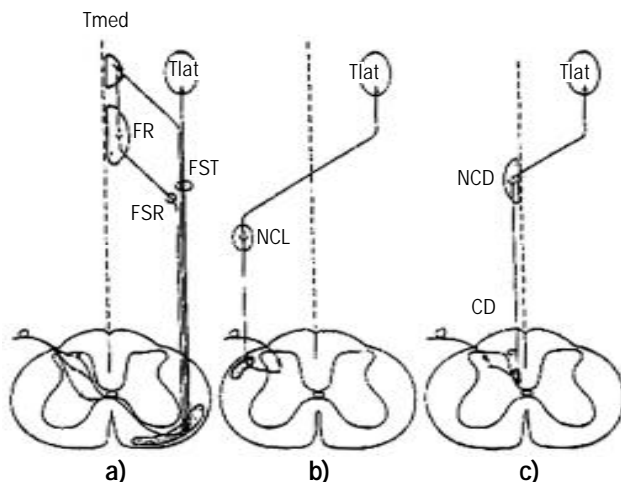 Tmed
Tlat
FR
FST
FSR
Tlat
NCL
Tlat
NCD
CD
a)
b)
c)